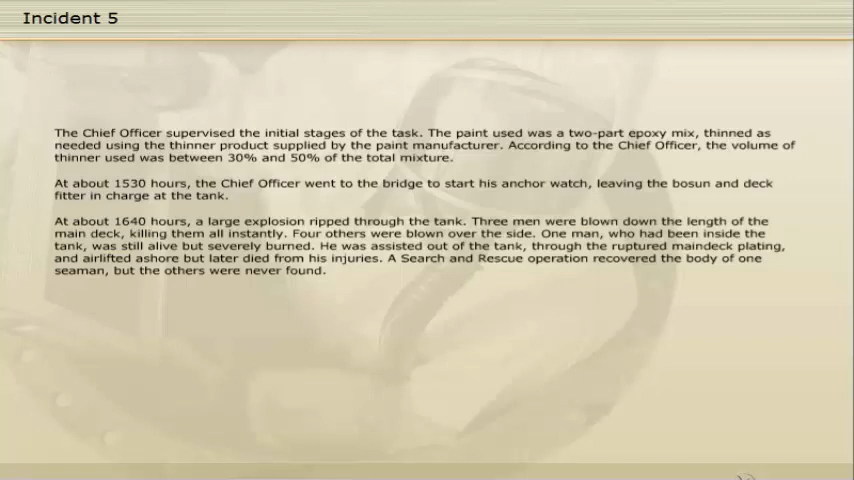 Incident 5
The Chief Officer supervised the initial stages of the task. The paint used was a two-part epoxy mix, thinned as
needed using the thinner product supplied by the paint manufacturer. According to the Chief Officer, the volume of
thinner used was between 30% and 50% of the total mixture.
At about 1530 hours, the Chief Officer went to the bridge to start his anchor watch, leaving the bosun and deck
fitter in charge at the tank.
At about 1640 hours, a large explosion ripped through the tank. Three men were blown down the length of the
main deck, killing them all instantly. Four others were blown over the side. One man, who had been inside the
tank, was still alive but severely burned. He was assisted out of the tank, through the ruptured maindeck plating,
and airlifted ashore but later died from his injuries. A Search and Rescue operation recovered the body of one
seaman, but the others were never found.